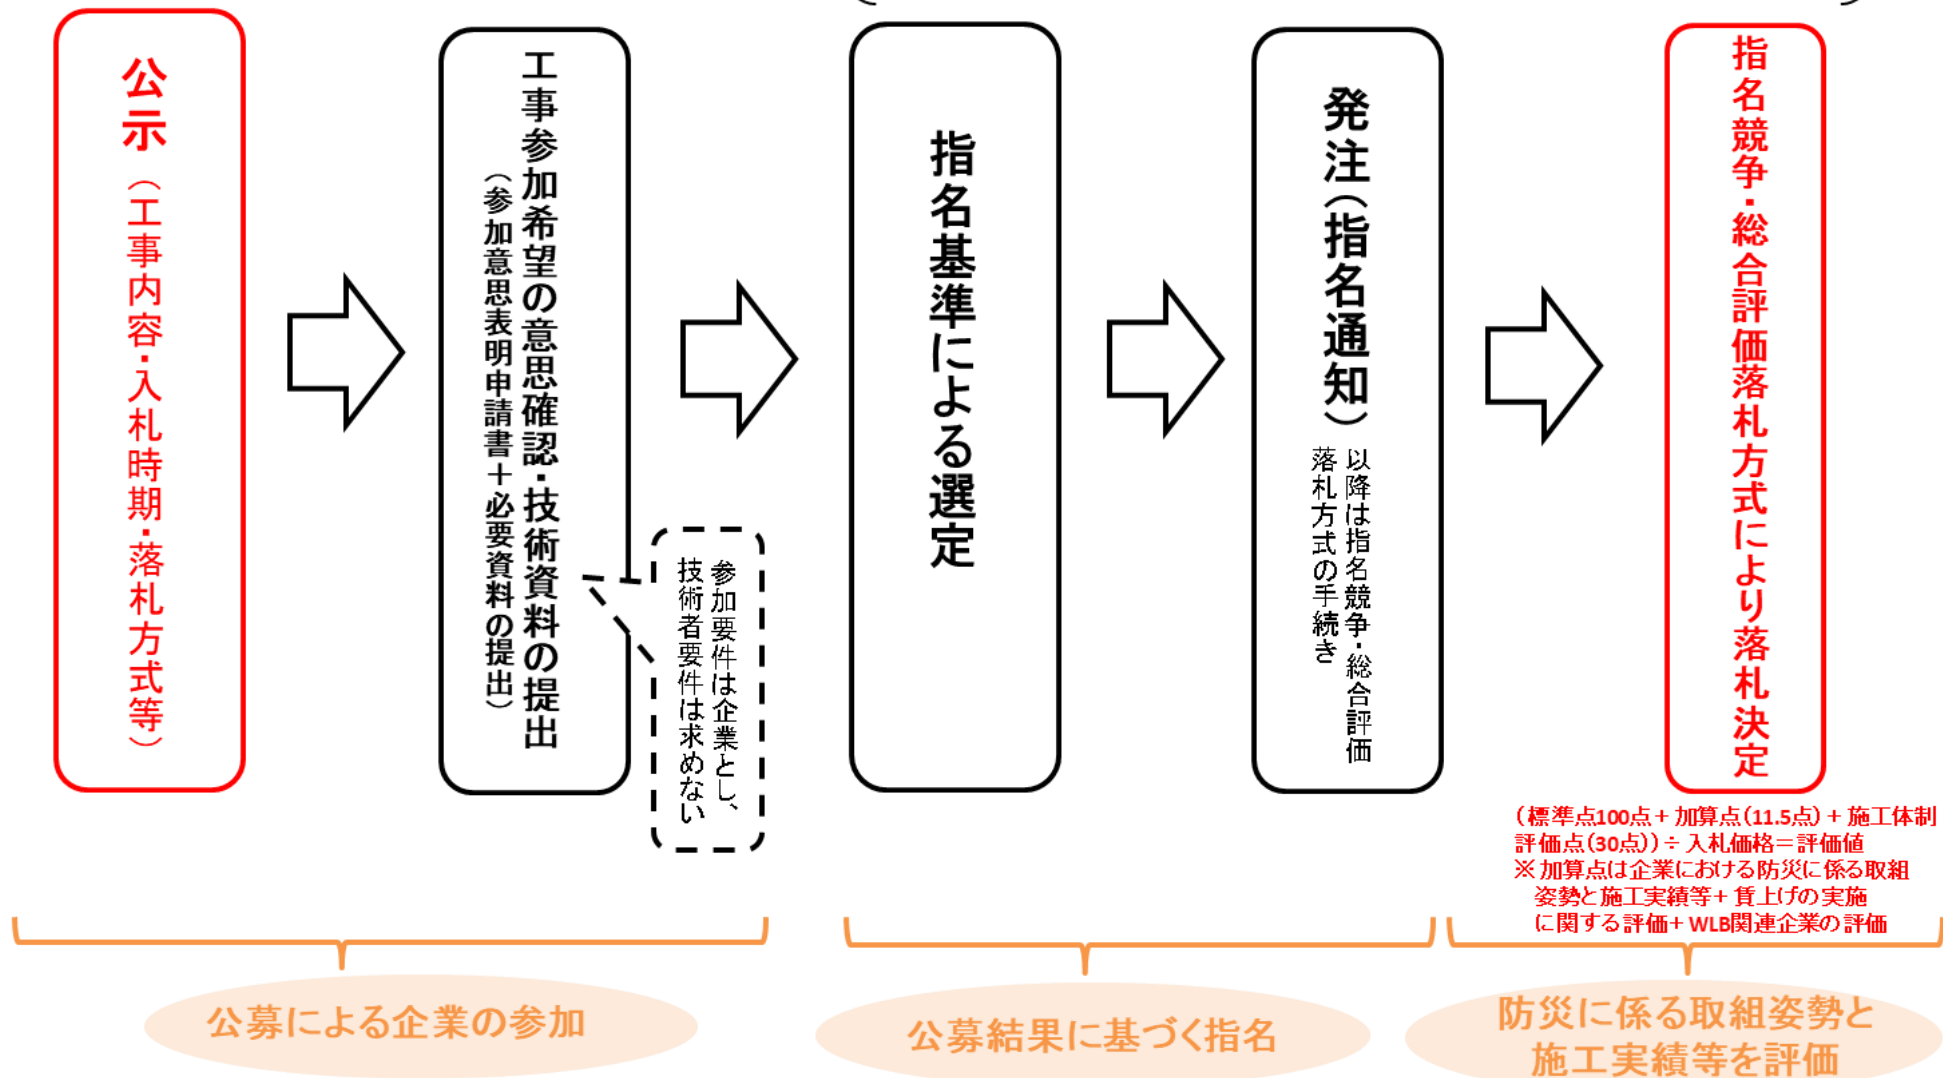 公示（工事内容・入札時期・落札方式等）
工事参加希望の意思確認・技術資料の提出
（参加意思表明申請書＋必要資料の提出）
参加要件は企業とし、
技術者要件は求めない
指名基準による選定
発注（指名通知）
以降は指名競争・総合評価
落札方式の手続き
指名競争・総合評価落札方式により落札決定
（標準点100点＋加算点（11.5点）＋施工体制
評価点（30点））÷入札価格＝評価値
※加算点は企業における防災に係る取組
姿勢と施工実績等＋賃上げの実施
に関する評価＋WLB関連企業の評価
公募による企業の参加
公募結果に基づく指名
防災に係る取組姿勢と
施工実績等を評価